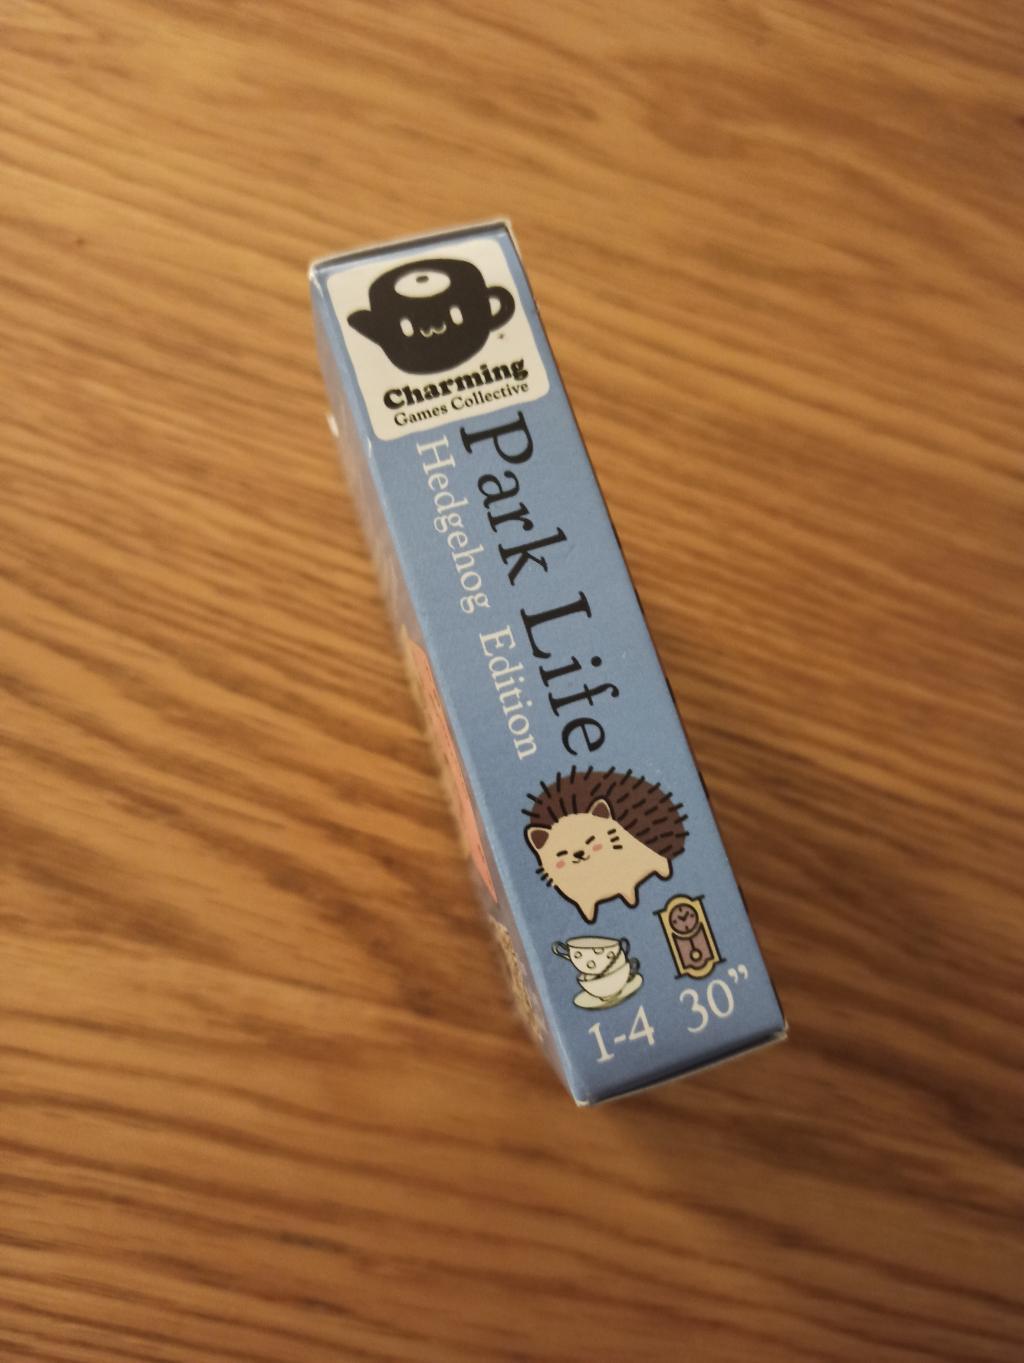 Charming
Games Collective
Park Life
Hedgehog Edition
1-4
30”